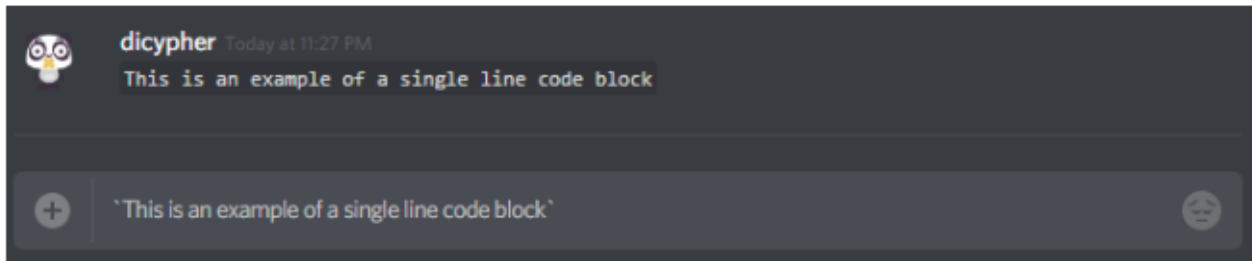 dicypher Today at 11:27 PM
This is an example of a single line code block
`This is an example of a single line code block`